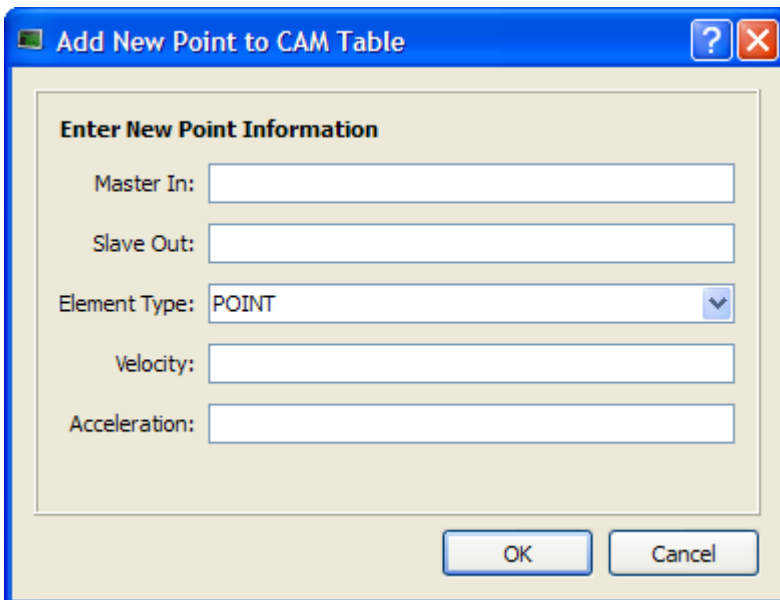 Add New Point to CAM Table
?
Enter New Point Information
Master In:
Slave Out:
Element Type: POINT
Velocity:
Acceleration:
OK Cancel